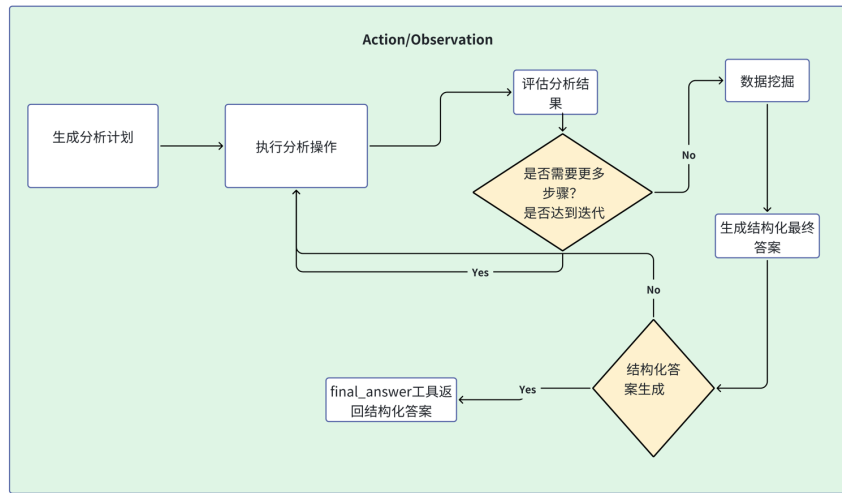 Action/Observation
生成分析计划
执行分析操作
评估分析结
果
数据挖掘
No
是否需要更多
步骤？
是否达到迭代
生成结构化最终
答案
Yes
No
结构化答
案生成
Yes
final_answer工具返
回结构化答案